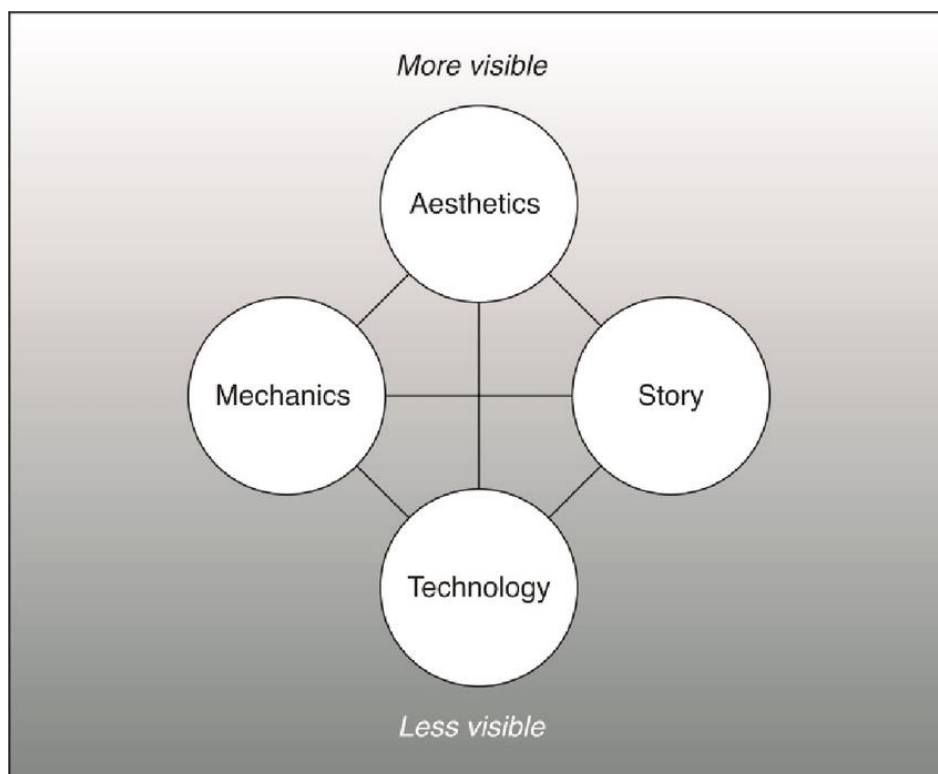 More visible
Aesthetics
Mechanics
Story
Technology
Less visible